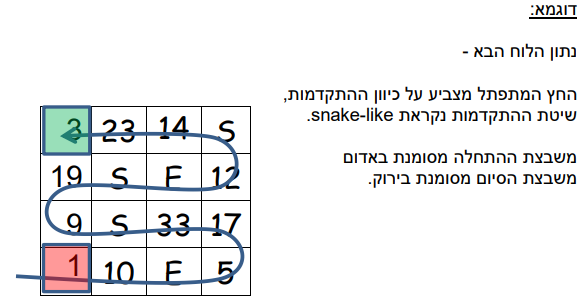 דוגמא:
נתון הלוח הבא -
החץ המתפתל מצביע על כיוון ההתקדמות,
שיטת ההתקדמות נקראת snake-like.
משבצת ההתחלה מסומנת באדום
משבצת הסיום מסומנת בירוק.
3 23 14 S
19 S E 12
9 S 33 17
1 10 E 5